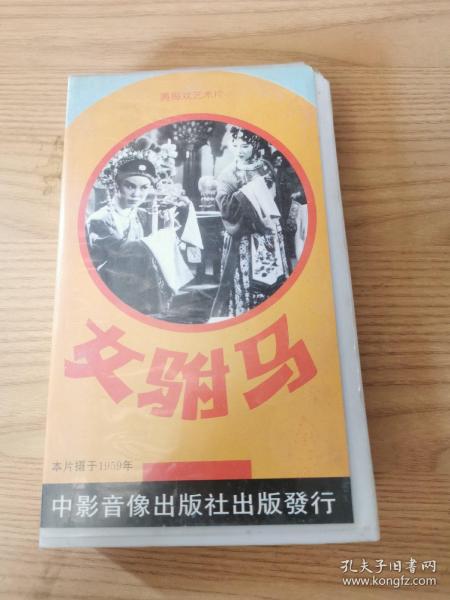 黄梅戏艺术片
女驸马
本片摄于1959年
中影音像出版社出版發行
孔夫子旧书网
www.kongfz.com